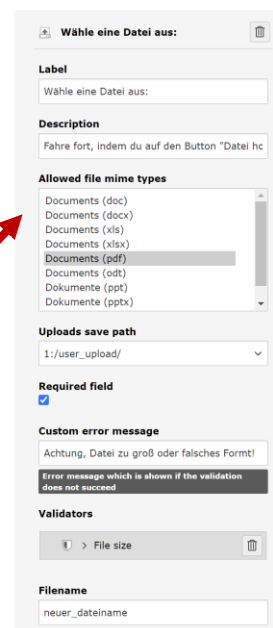 Wähle eine Datei aus:
Label
Wähle eine Datei aus:
Description
Fahre fort, indem du auf den Button "Datei ho
Allowed file mime types
Documents (doc)
Documents (docx)
Documents (xls)
Documents (xlsx)
Documents (pdf)
Documents (odt)
Dokumente (ppt)
Dokumente (pptx)
Uploads save path
1:/user_upload/
Required field
Custom error message
Achtung, Datei zu groß oder falsches Formt!
Error message which is shown if the validation
does not succeed
Validators
> File size
Filename
neuer_dateiname